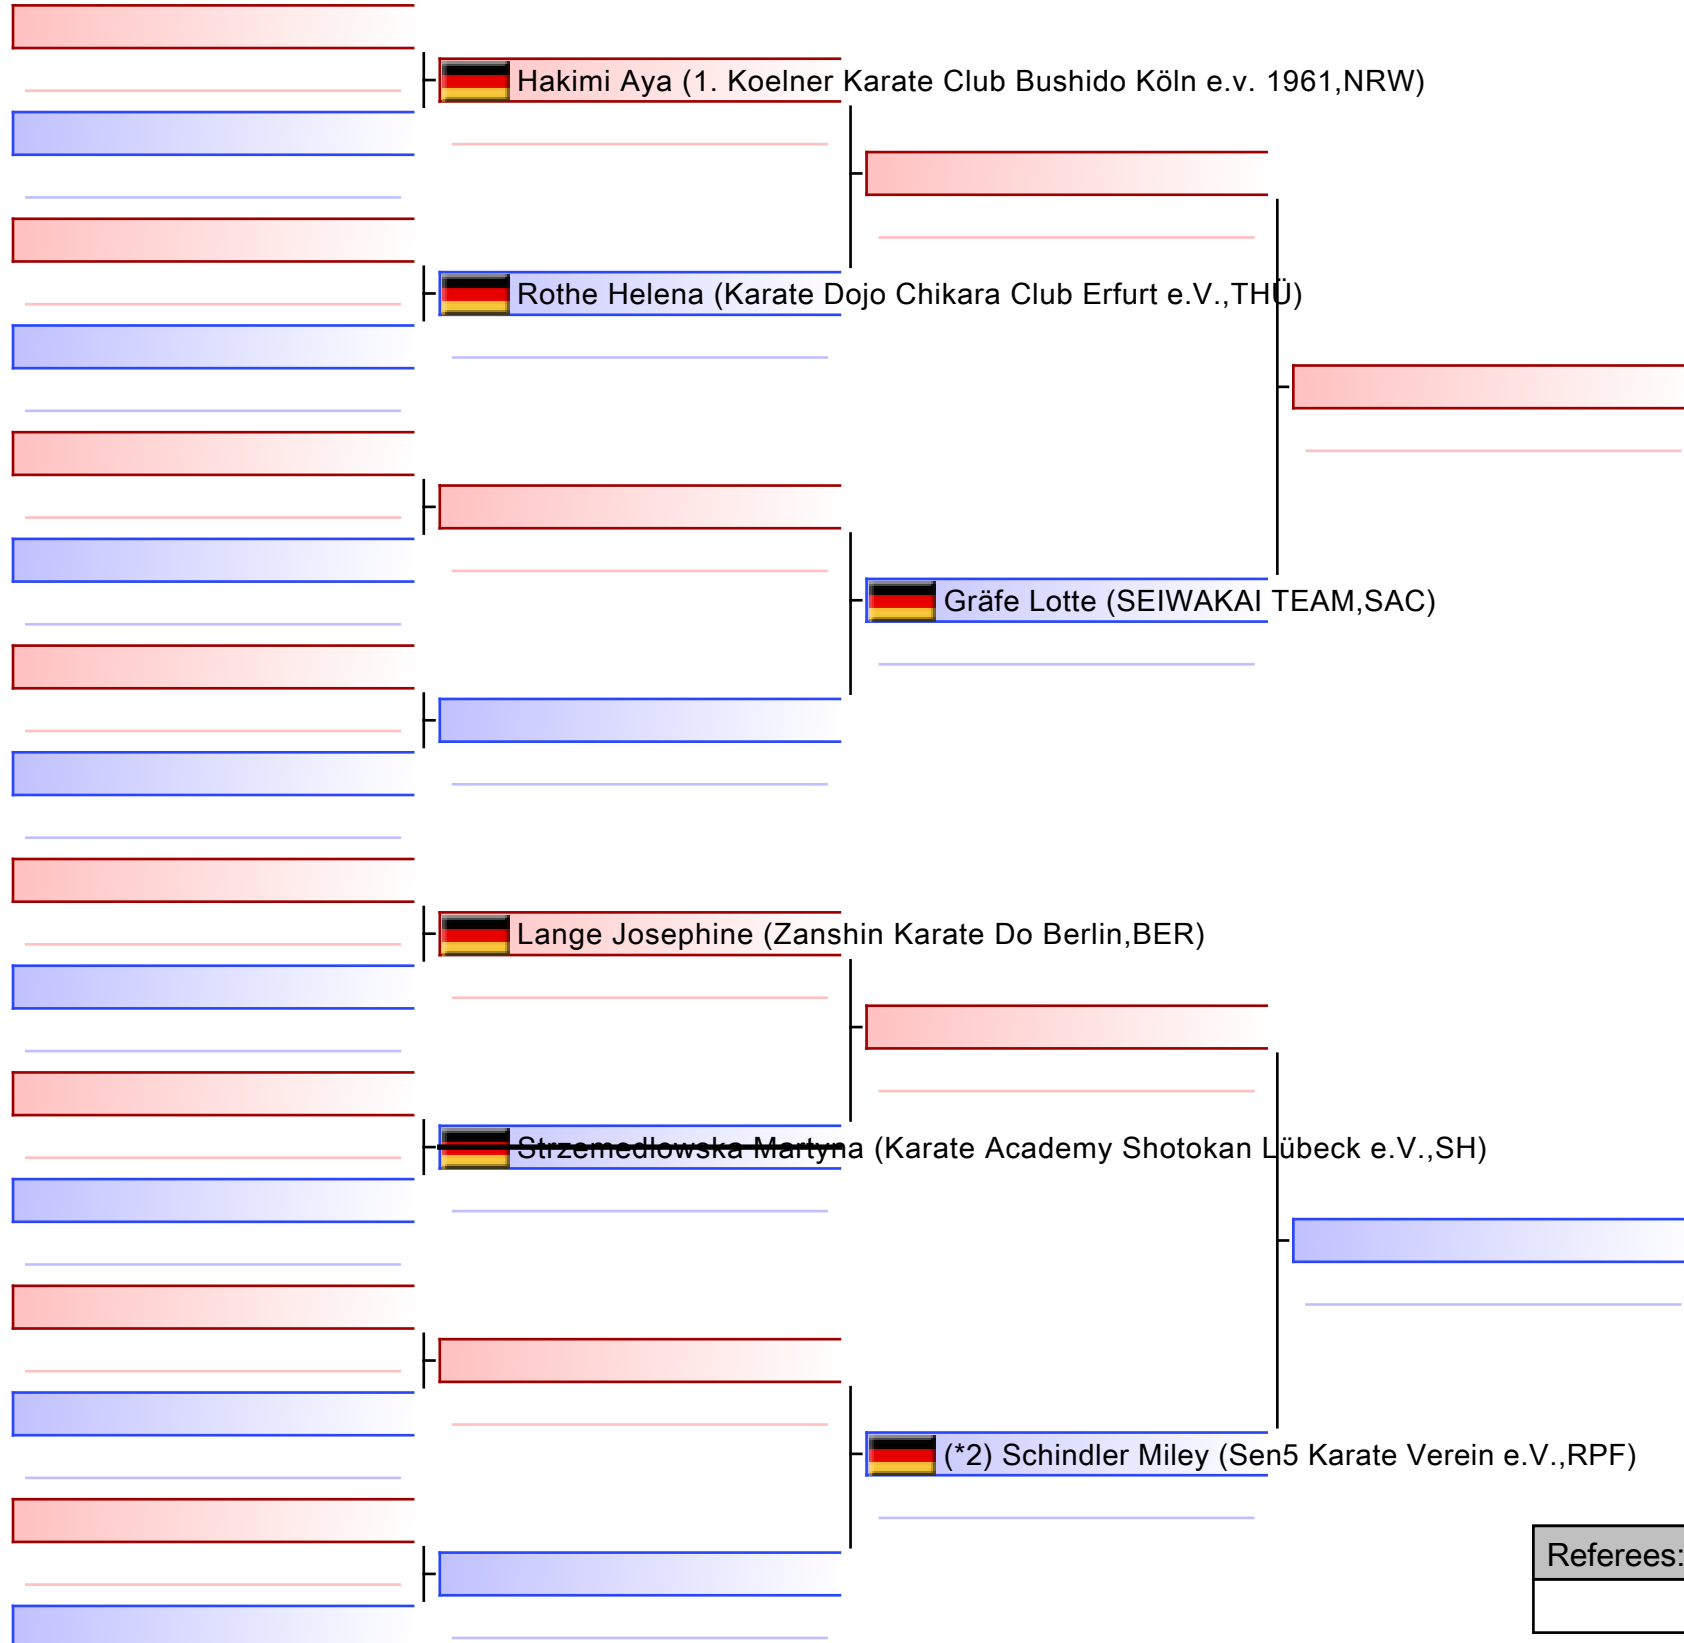 Hakimi Aya (1. Koelner Karate Club Bushido Köln e.v. 1961,NRW)
Rothe Helena (Karate Dojo Chikara Club Erfurt e.V.,THÜ)
Gräfe Lotte (SEIWAKAI TEAM,SAC)
Lange Josephine (Zanshin Karate Do Berlin,BER)
Strzemedlowska Martyna (Karate Academy Shotokan Lübeck e.V.,SH)
(*2) Schindler Miley (Sen5 Karate Verein e.V.,RPF)
Referees: